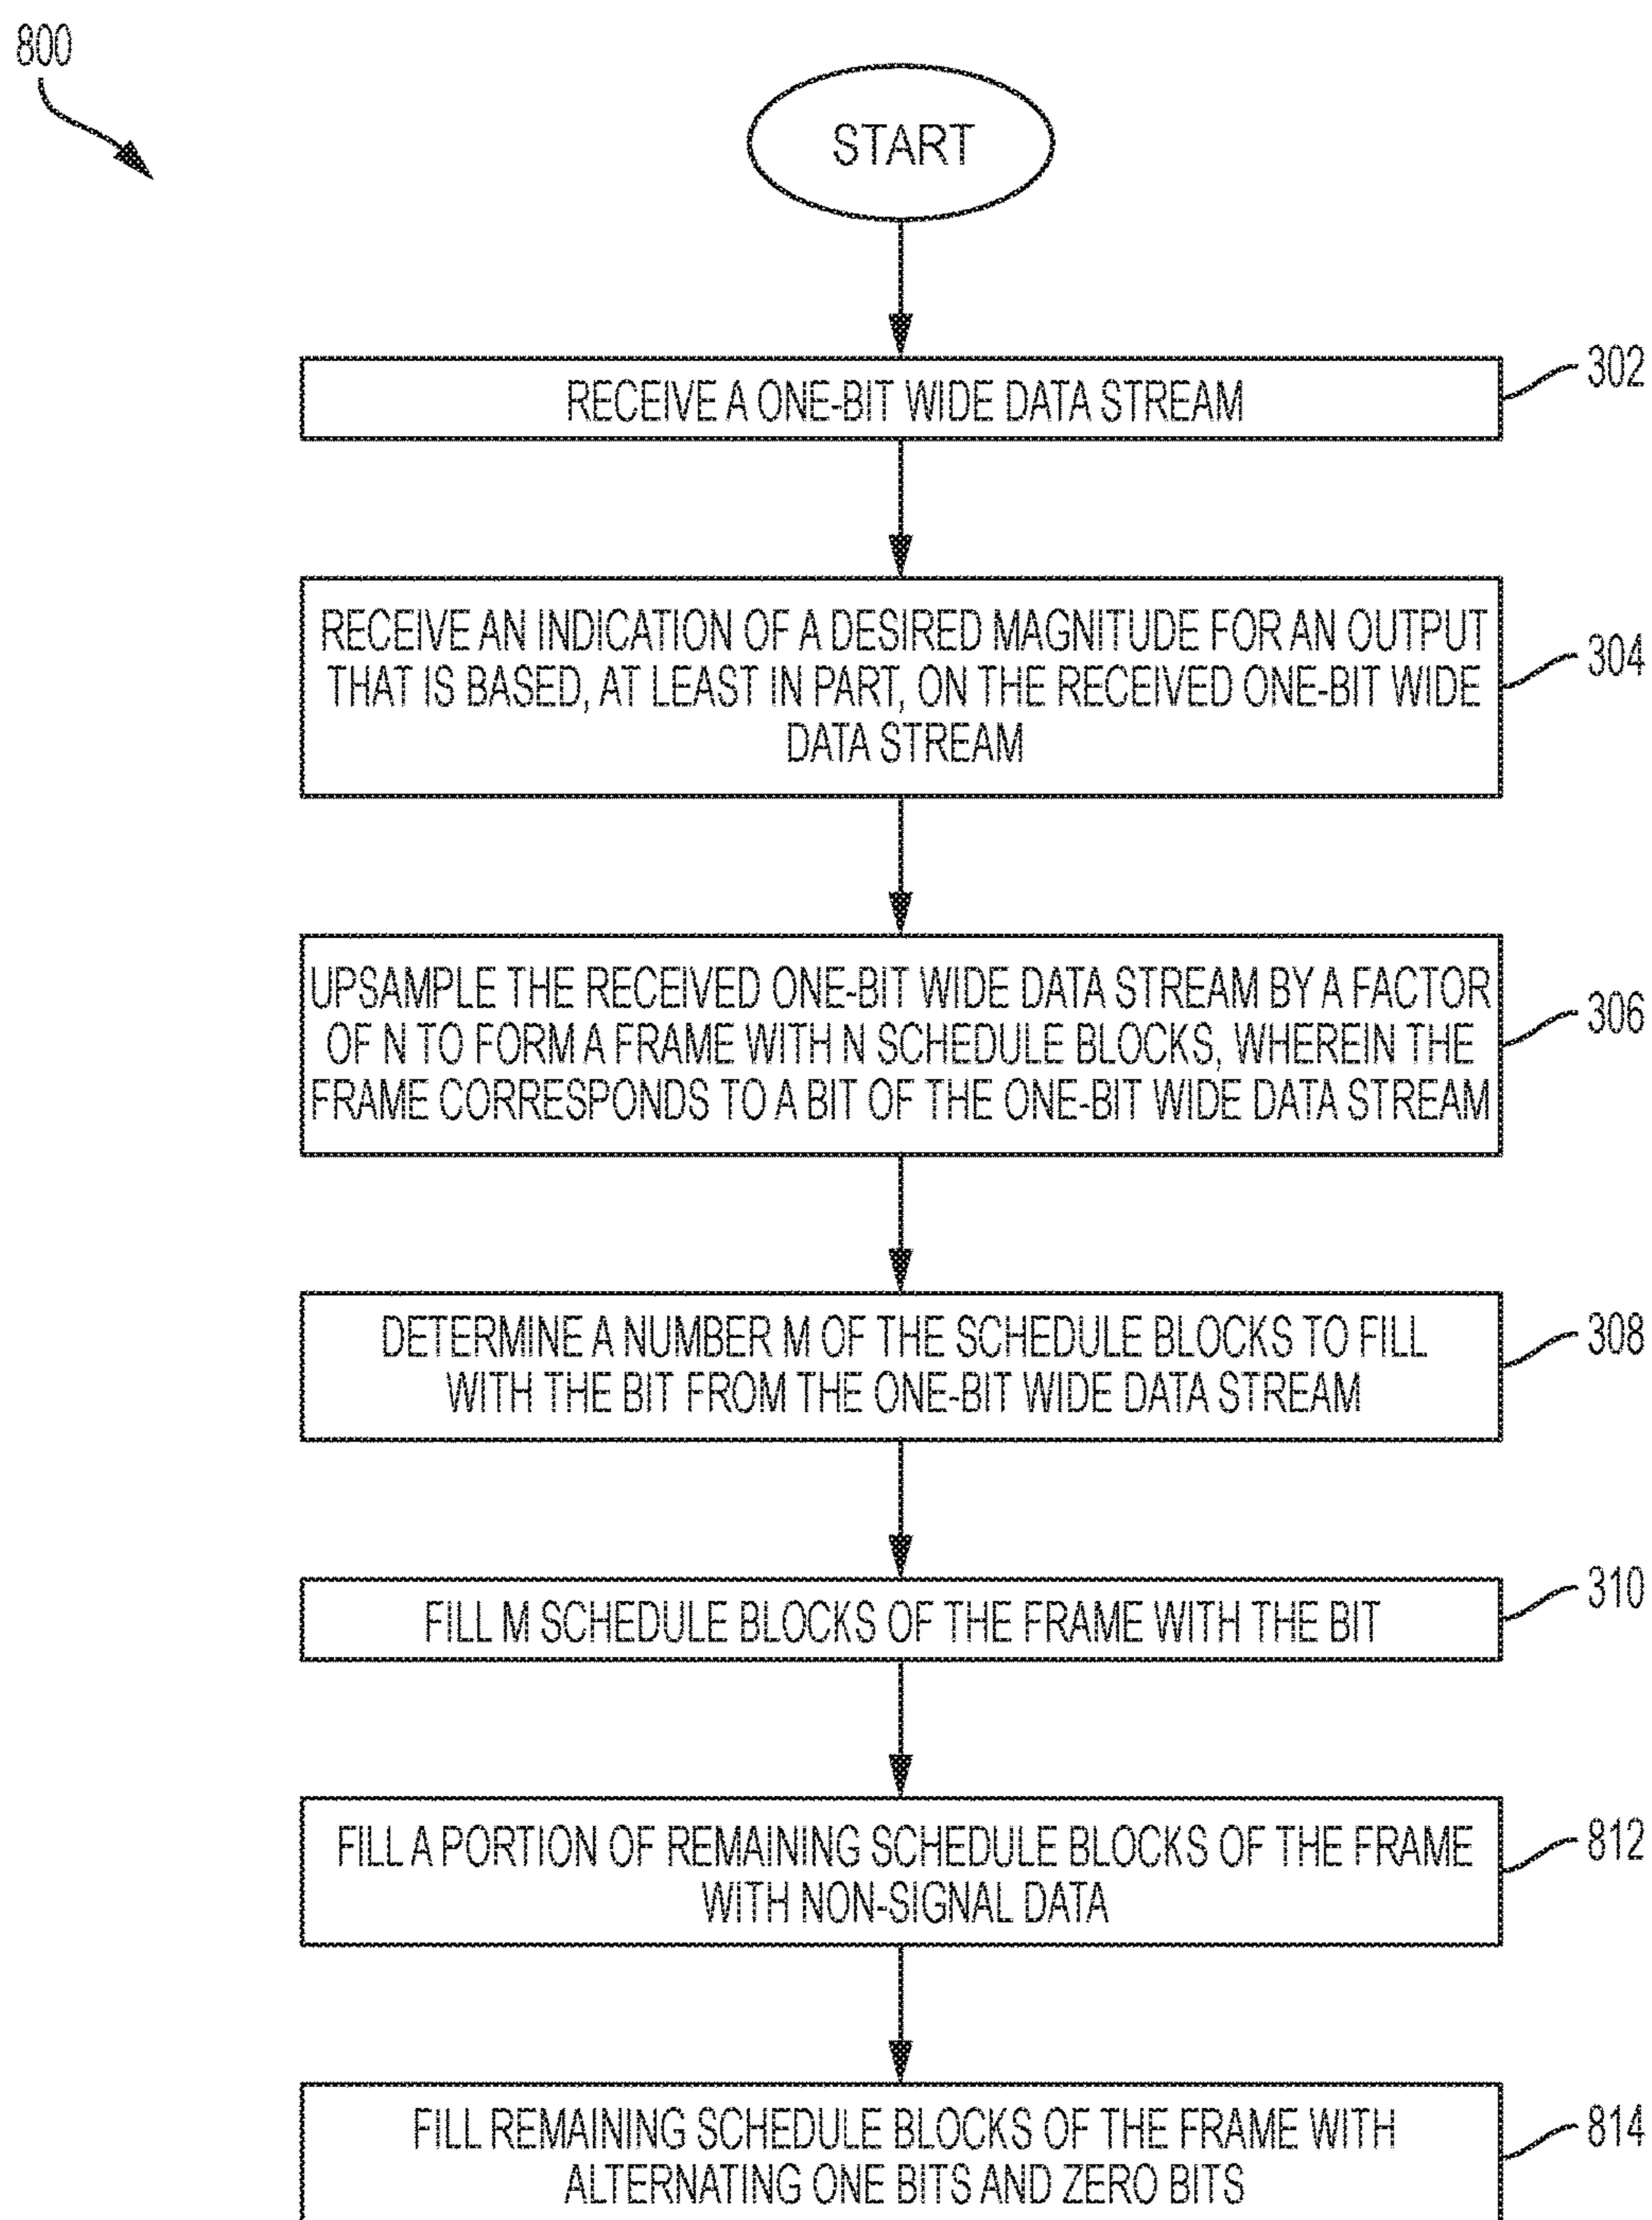 800
START
RECEIVE A ONE-BIT WIDE DATA STREAM
302
RECEIVE AN INDICATION OF A DESIRED MAGNITUDE FOR AN OUTPUT
THAT IS BASED, AT LEAST IN PART, ON THE RECEIVED ONE-BIT WIDE
DATA STREAM
304
UPSAMPLE THE RECEIVED ONE-BIT WIDE DATA STREAM BY A FACTOR
OF N TO FORM A FRAME WITH N SCHEDULE BLOCKS, WHEREIN THE
FRAME CORRESPONDS TO A BIT OF THE ONE-BIT WIDE DATA STREAM
306
DETERMINE A NUMBER M OF THE SCHEDULE BLOCKS TO FILL
WITH THE BIT FROM THE ONE-BIT WIDE DATA STREAM
308
FILL M SCHEDULE BLOCKS OF THE FRAME WITH THE BIT
310
FILL A PORTION OF REMAINING SCHEDULE BLOCKS OF THE FRAME
WITH NON-SIGNAL DATA
812
FILL REMAINING SCHEDULE BLOCKS OF THE FRAME WITH
ALTERNATING ONE BITS AND ZERO BITS
814